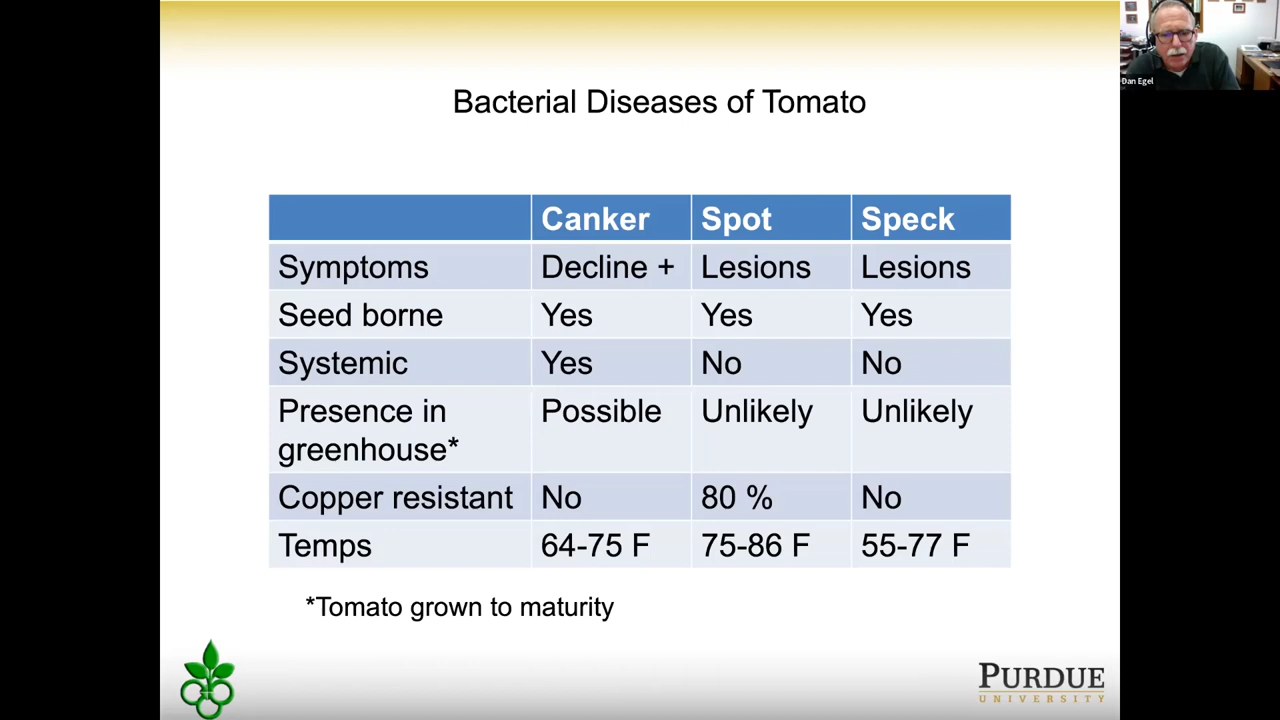 Dan Egel
Bacterial Diseases of Tomato
Canker Spot Speck
Symptoms Decline + Lesions Lesions
Seed borne Yes Yes Yes
Systemic Yes No No
Presence in Possible Unlikely Unlikely
greenhouse*
Copper resistant No 80 % No
Temps 64-75 F 75-86 F 55-77 F
*Tomato grown to maturity
PURDUE
UNIVERSITY